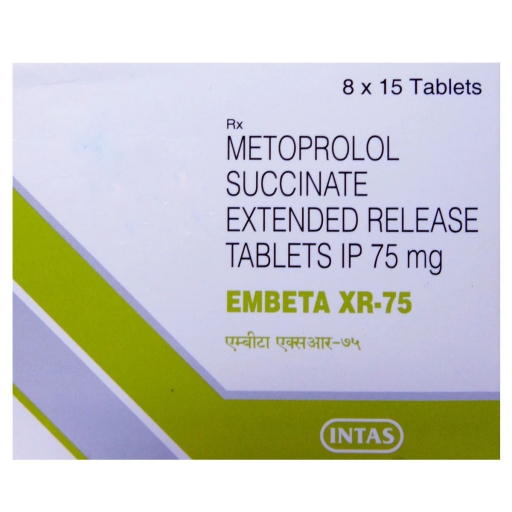 8 x 15 Tablets
Rx
METOPROLOL
SUCCINATE
EXTENDED RELEASE
TABLETS IP 75 mg
EMBETA XR-75
एम्बीटा एक्सआर-७५
INTAS